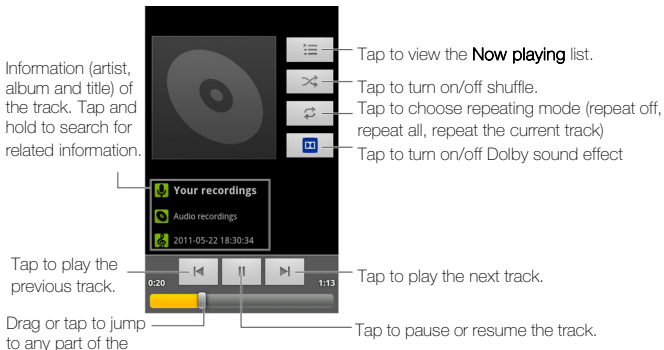 Information (artist,
album and title) of
the track. Tap and
hold to search for
related information.
Tap to view the Now playing list.
Tap to turn on/off shuffle.
Tap to choose repeating mode (repeat off,
repeat all, repeat the current track)
Tap to turn on/off Dolby sound effect
Your recordings
Audio recordings
2011-05-22 18:30:34
Tap to play the
previous track.
0:20
1:13
Tap to play the next track.
Drag or tap to jump
to any part of the
Tap to pause or resume the track.